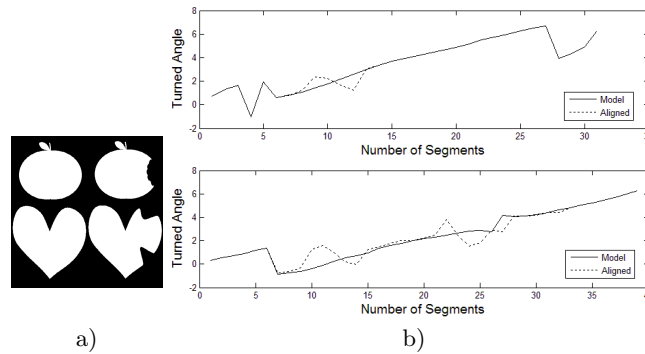 8
6
4
2
0
-2
0 5 10 15 20 25 30 35
Turned Angle
Number of Segments
Model
Aligned
8
6
4
2
0
-2
0 5 10 15 20 25 30 35 40
Turned Angle
Number of Segments
Model
Aligned
a) b)